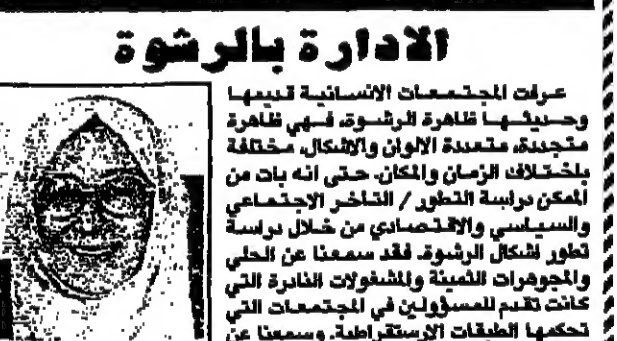 الادارة بالرشوة
عرفت المجتمعات الانسانية قديمها
وحديثها ظاهرة الرشوة، فهي ظاهرة
متجددة، متعددة الالوان والاشكال، مختلفة
باختلاف الزمان والمكان. حتى انه بات من
الممكن دراسة التطور / التأخر الاجتماعي
والسياسي والاقتصادي من خلال دراسة
تطور اشكال الرشوة. فقد سمعنا عن الحلي
والمجوهرات الثمينة والمشغولات النادرة التي
كانت تقدم للمسؤولين في المجتمعات التي
تحكمها الطبقات الارستقراطية. وسمعنا عن